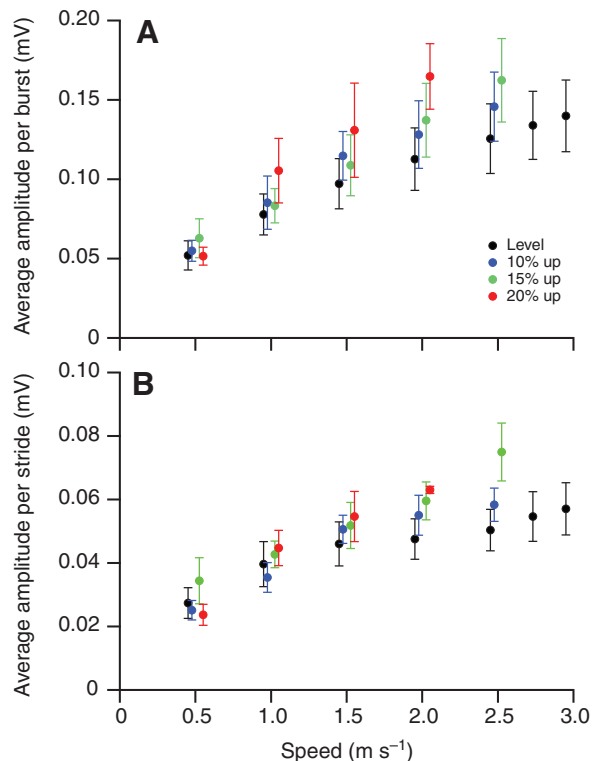 A
Average amplitude per burst (mV)
0.20
0.15
0.10
0.05
0
Level
10% up
15% up
20% up
B
Average amplitude per stride (mV)
0.10
0.08
0.06
0.04
0.02
0
0 0.5 1.0 1.5 2.0 2.5 3.0
Speed (m s⁻¹)